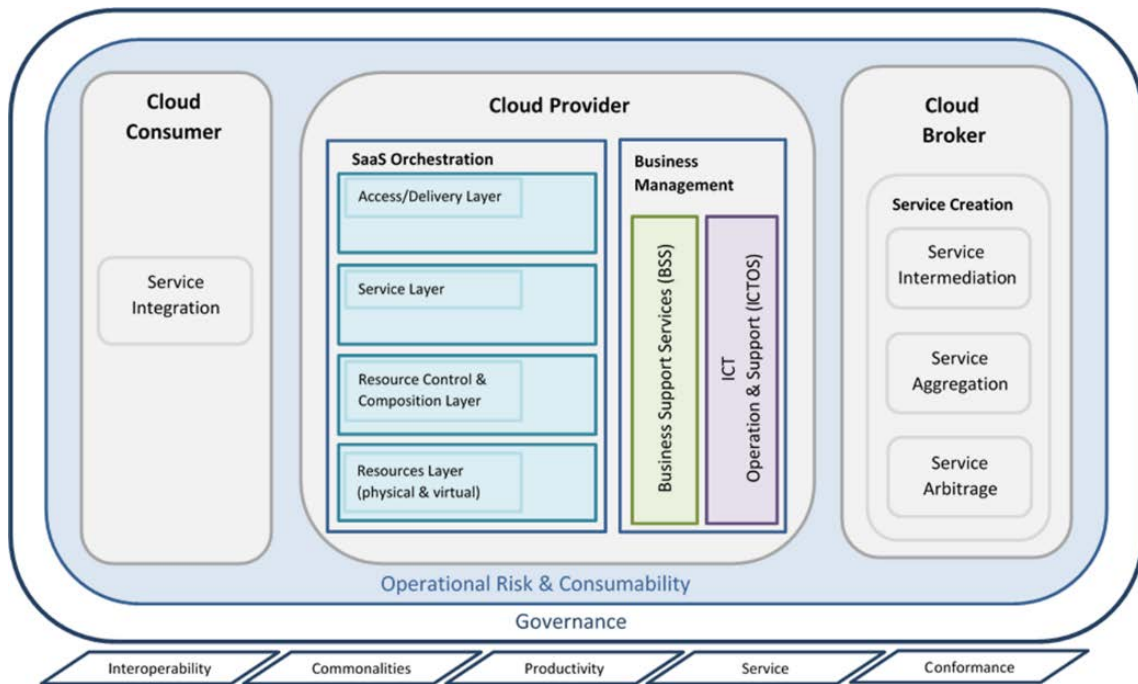 Cloud
Consumer
Service
Integration
Cloud Provider
SaaS Orchestration
Access/Delivery Layer
Service Layer
Resource Control &
Composition Layer
Resources Layer
(physical & virtual)
Business
Management
Business Support Services (BSS)
ICT
Operation & Support (ICTOS)
Cloud
Broker
Service Creation
Service
Intermediation
Service
Aggregation
Service
Arbitrage
Operational Risk & Consumability
Governance
Interoperability
Commonalities
Productivity
Service
Conformance